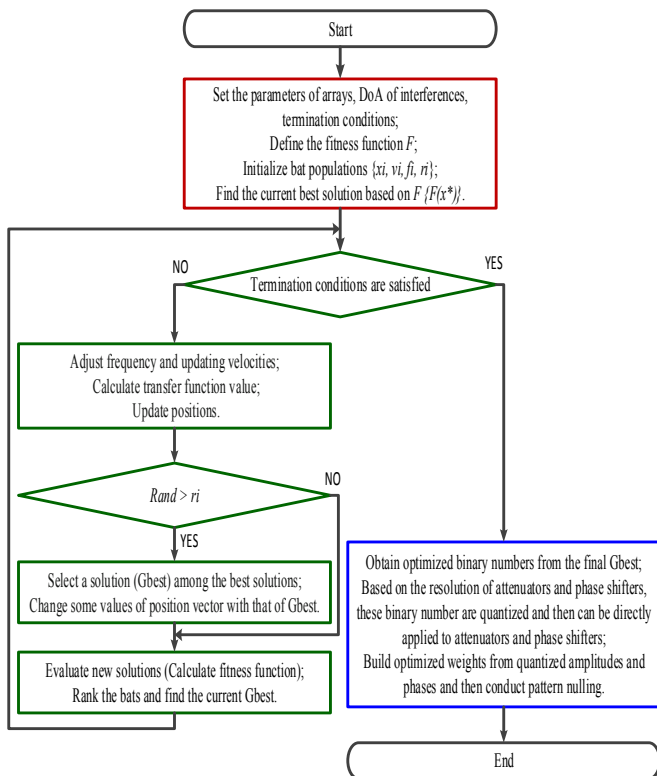 Start
Set the parameters of arrays, DoA of interferences,
termination conditions;
Define the fitness function F;
Initialize bat populations {xi, vi, fi, ri};
Find the current best solution based on F {F(x*)}.
NO
YES
Termination conditions are satisfied
Adjust frequency and updating velocities;
Calculate transfer function value;
Update positions.
Rand > ri
NO
YES
Select a solution (Gbest) among the best solutions;
Change some values of position vector with that of Gbest.
Evaluate new solutions (Calculate fitness function);
Rank the bats and find the current Gbest.
Obtain optimized binary numbers from the final Gbest;
Based on the resolution of attenuators and phase shifters,
these binary number are quantized and then can be directly
applied to attenuators and phase shifters;
Build optimized weights from quantized amplitudes and
phases and then conduct pattern nulling.
End